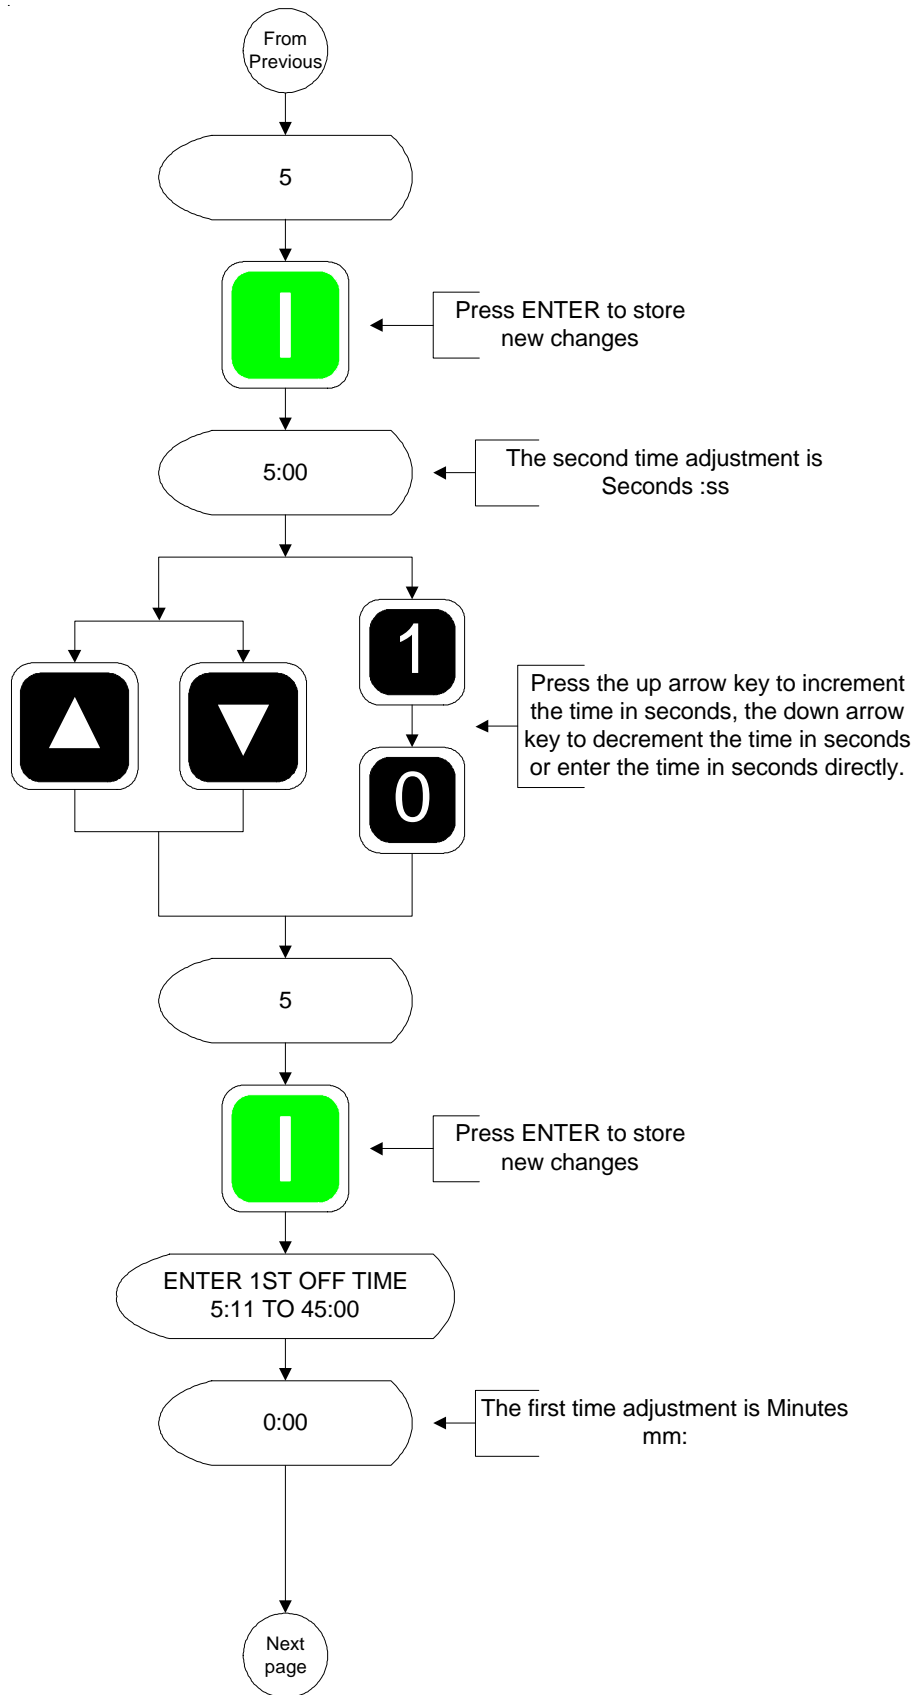 From
Previous
5
Press ENTER to store
new changes
5:00
The second time adjustment is
Seconds :ss
1
Press the up arrow key to increment
the time in seconds, the down arrow
key to decrement the time in seconds
or enter the time in seconds directly.
0
5
Press ENTER to store
new changes
ENTER 1ST OFF TIME
5:11 TO 45:00
0:00
The first time adjustment is Minutes
mm:
Next
page